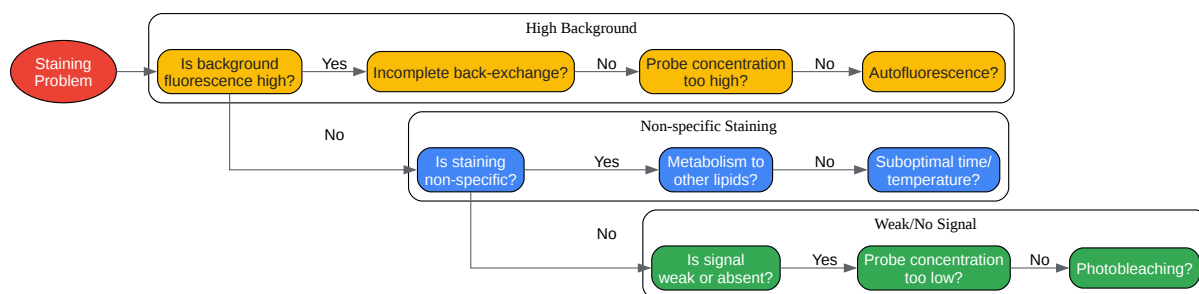 High Background
Staining
Problem
Is background
fluorescence high?
Yes
Incomplete back-exchange?
No
Probe concentration
too high?
No
Autofluorescence?
No
Non-specific Staining
Is staining
non-specific?
Yes
Metabolism to
other lipids?
No
Suboptimal time/
temperature?
No
Weak/No Signal
Is signal
weak or absent?
Yes
Probe concentration
too low?
No
Photobleaching?